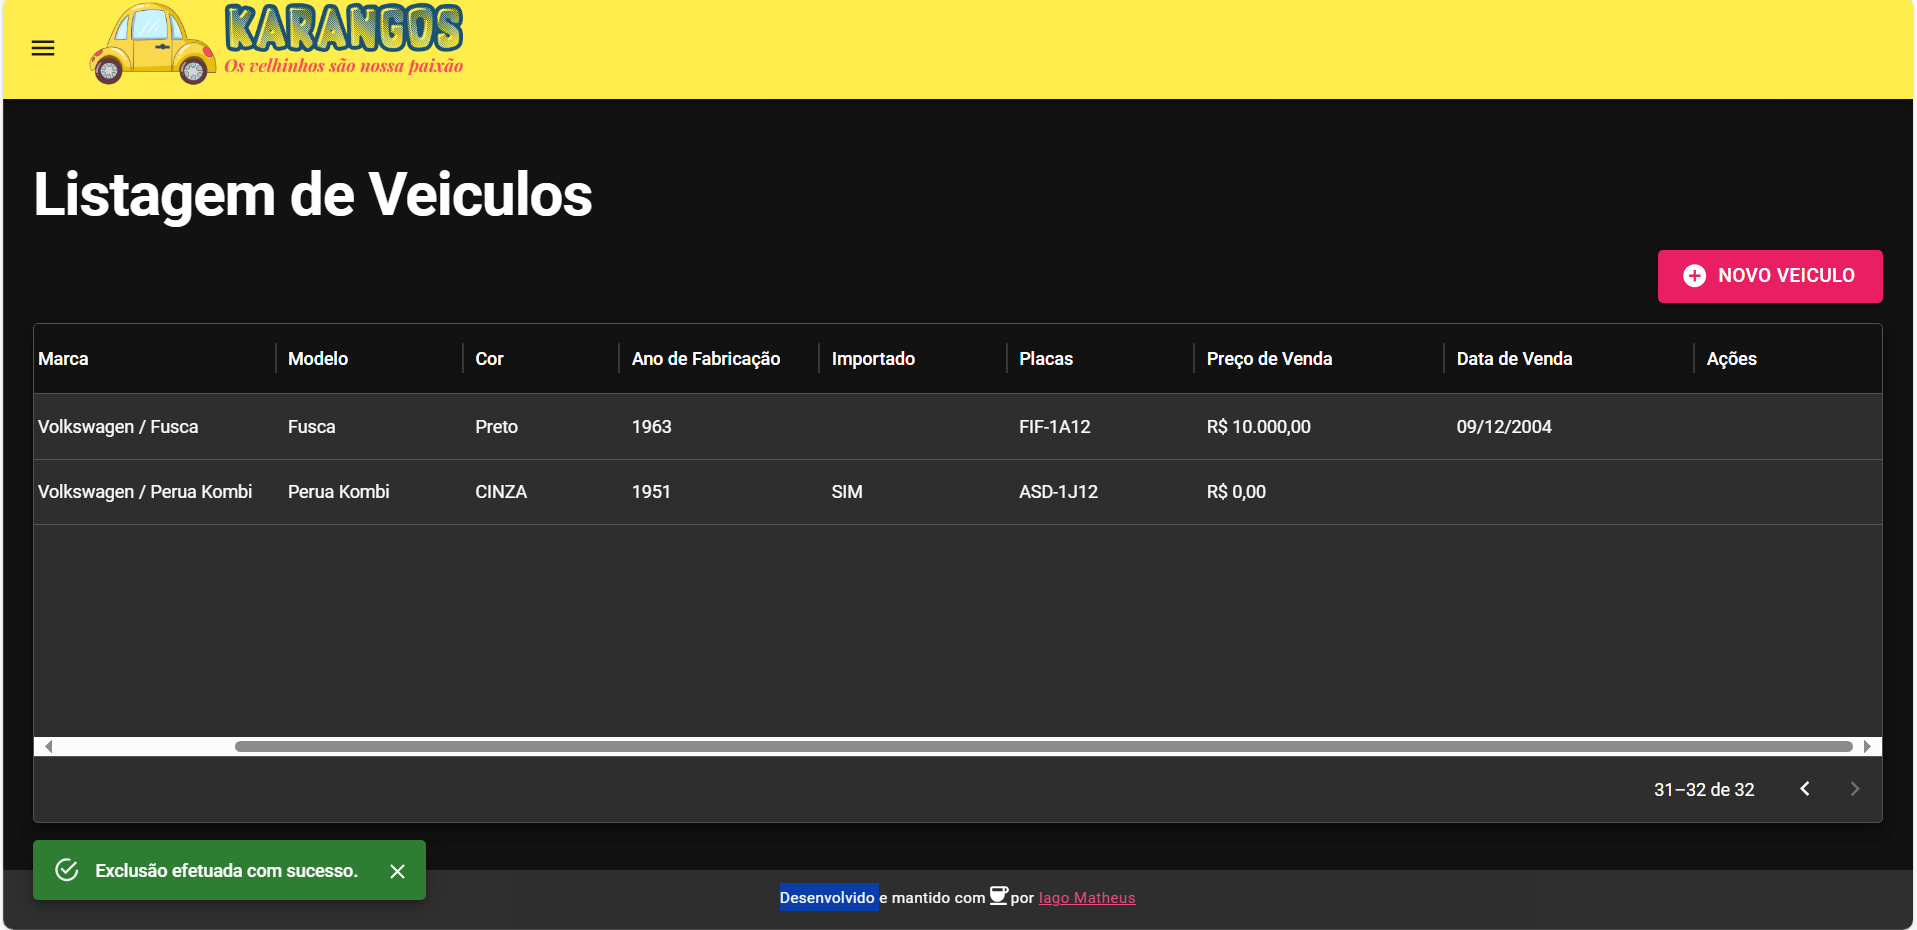 KARANGOS
Os velhinhos são nossa paixão
Listagem de Veiculos
NOVO VEICULO
Marca Modelo Cor Ano de Fabricação Importado Placas Preço de Venda Data de Venda Ações
Volkswagen / Fusca Fusca Preto 1963 FIF-1A12 R$ 10.000,00 09/12/2004
Volkswagen / Perua Kombi Perua Kombi CINZA 1951 SIM ASD-1J12 R$ 0,00
31–32 de 32
Exclusão efetuada com sucesso.
Desenvolvido e mantido com por Iago Matheus